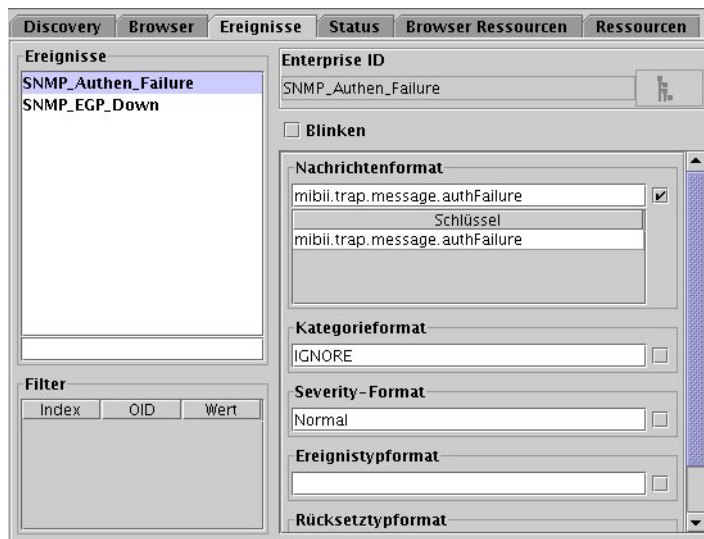 Discovery Browser Ereignisse Status Browser Ressourcen Ressourcen
Ereignisse
SNMP_Authen_Failure
SNMP_EGP_Down
Filter
Index OID Wert
Enterprise ID
SNMP_Authen_Failure
Blinken
Nachrichtenformat
mibii.trap.message.authFailure
Schlüssel
mibii.trap.message.authFailure
Kategorieformat
IGNORE
Severity-Format
Normal
Ereignistypformat
Rücksetztypformat